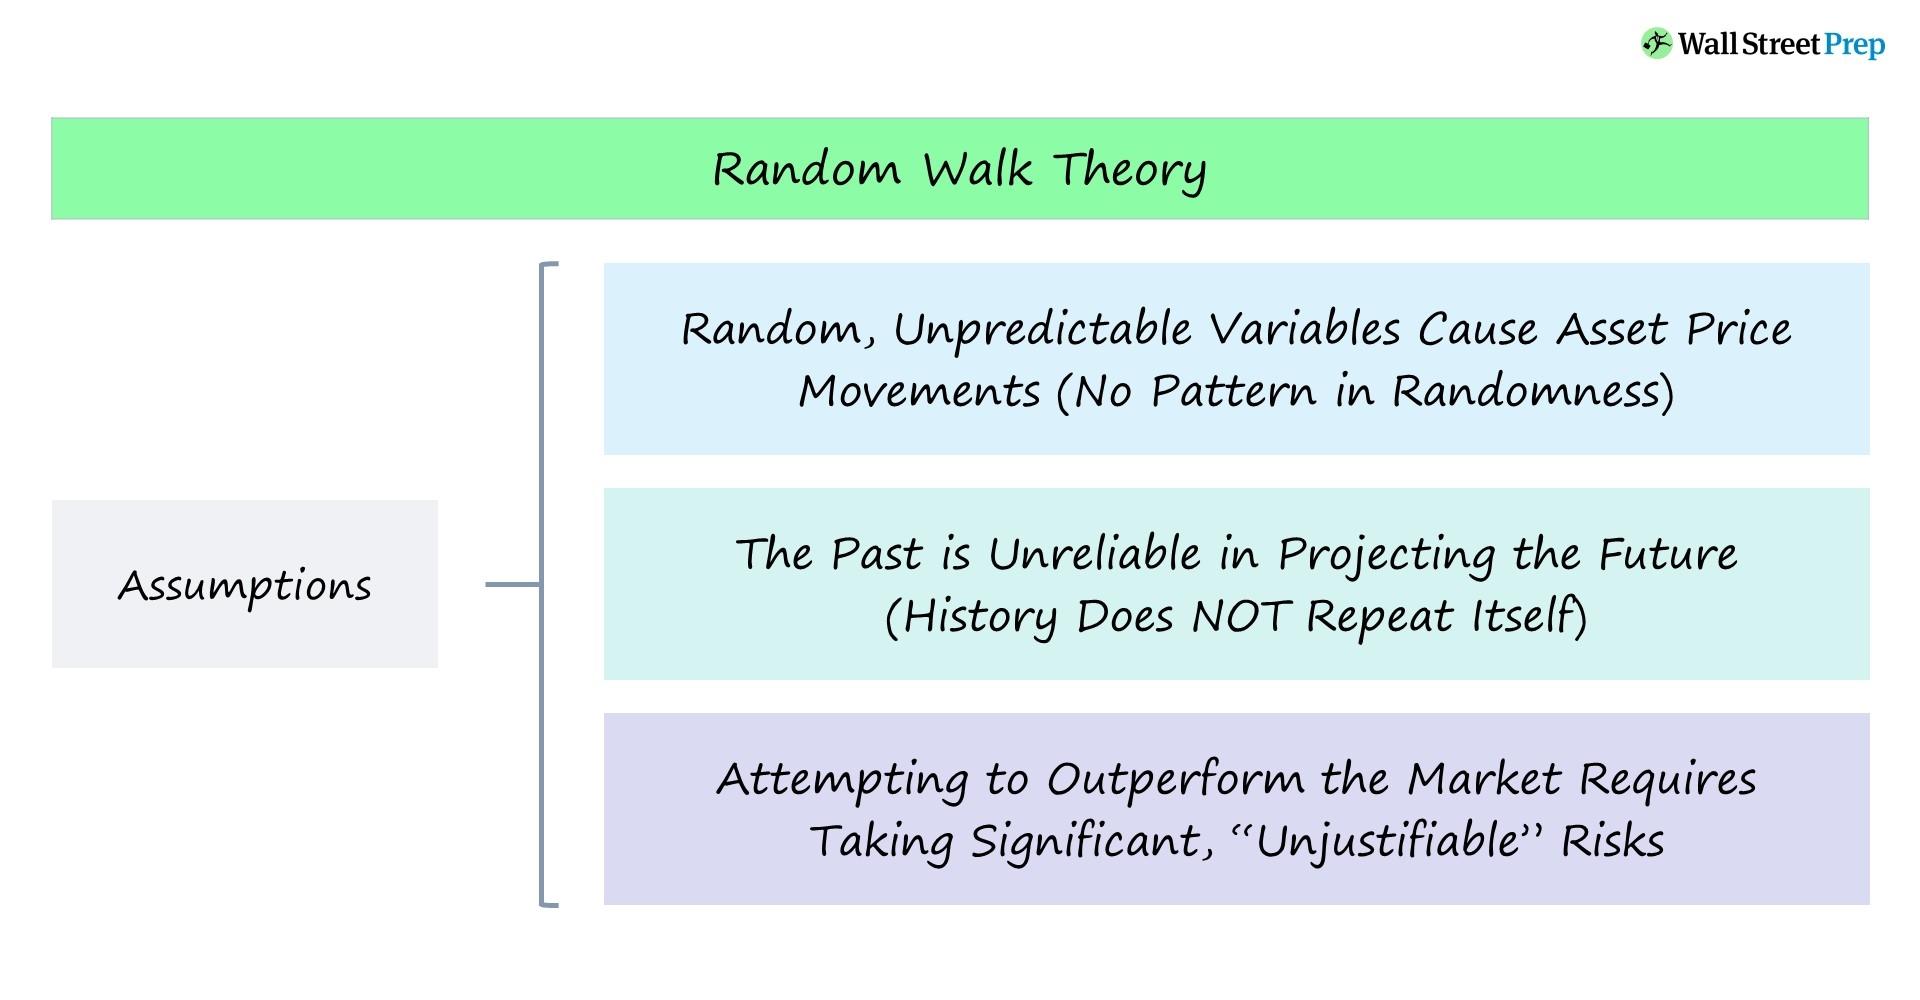 Wall Street Prep
Random Walk Theory
Random, Unpredictable Variables Cause Asset Price
Movements (No Pattern in Randomness)
Assumptions
The Past is Unreliable in Projecting the Future
(History Does NOT Repeat Itself)
Attempting to Outperform the Market Requires
Taking Significant, “Unjustifiable” Risks